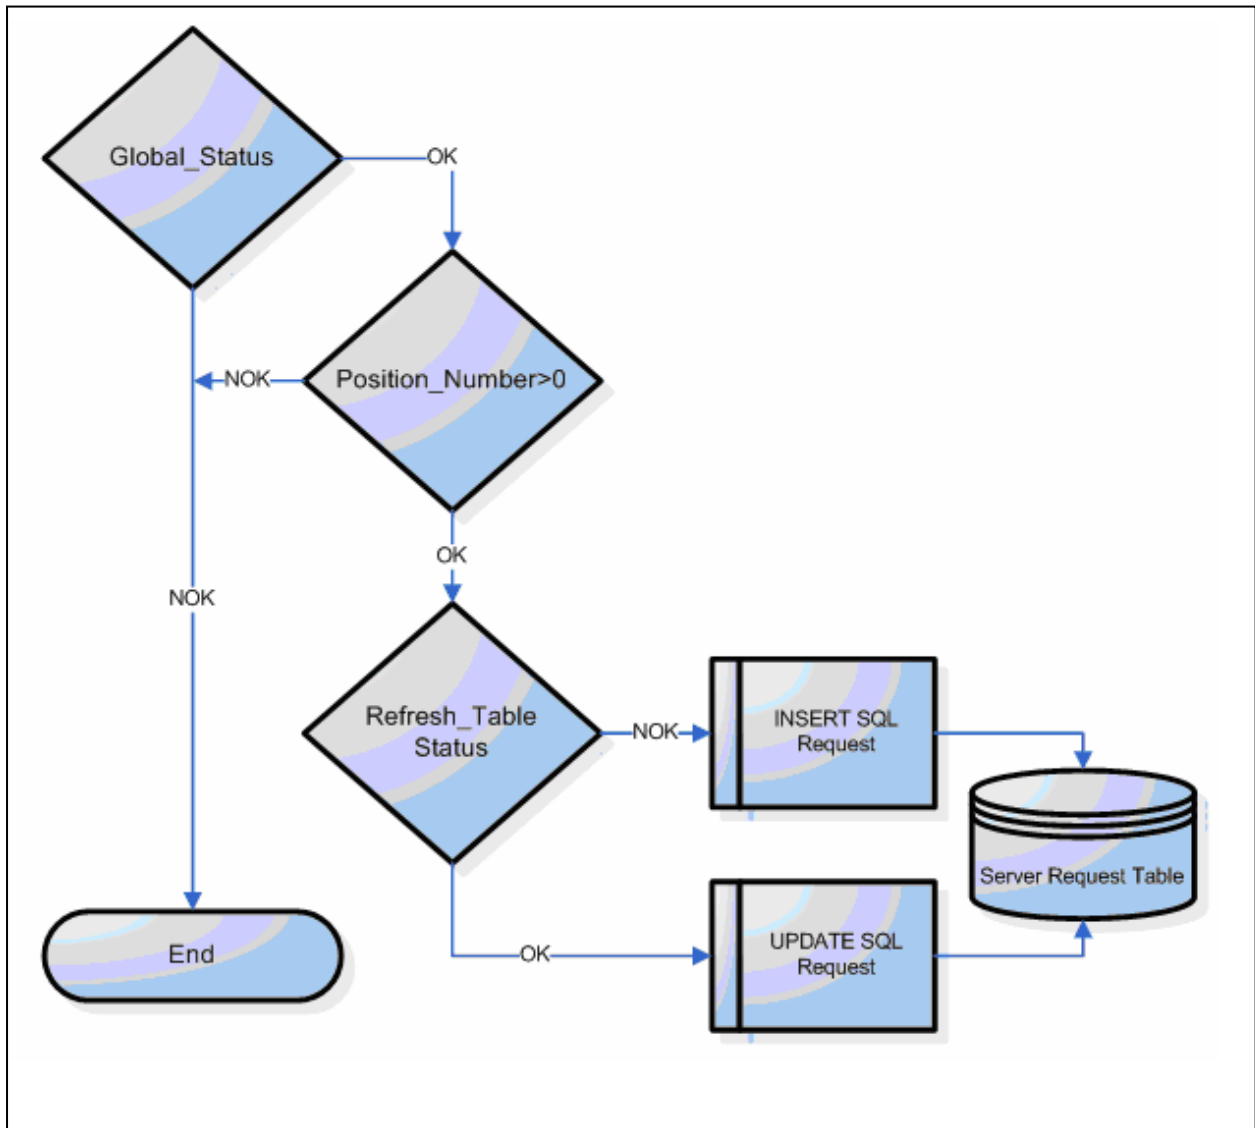 Global_Status
OK
NOK
Position_Number>0
OK
NOK
Refresh_Table
Status
NOK
INSERT SQL
Request
Server Request Table
End
OK
UPDATE SQL
Request